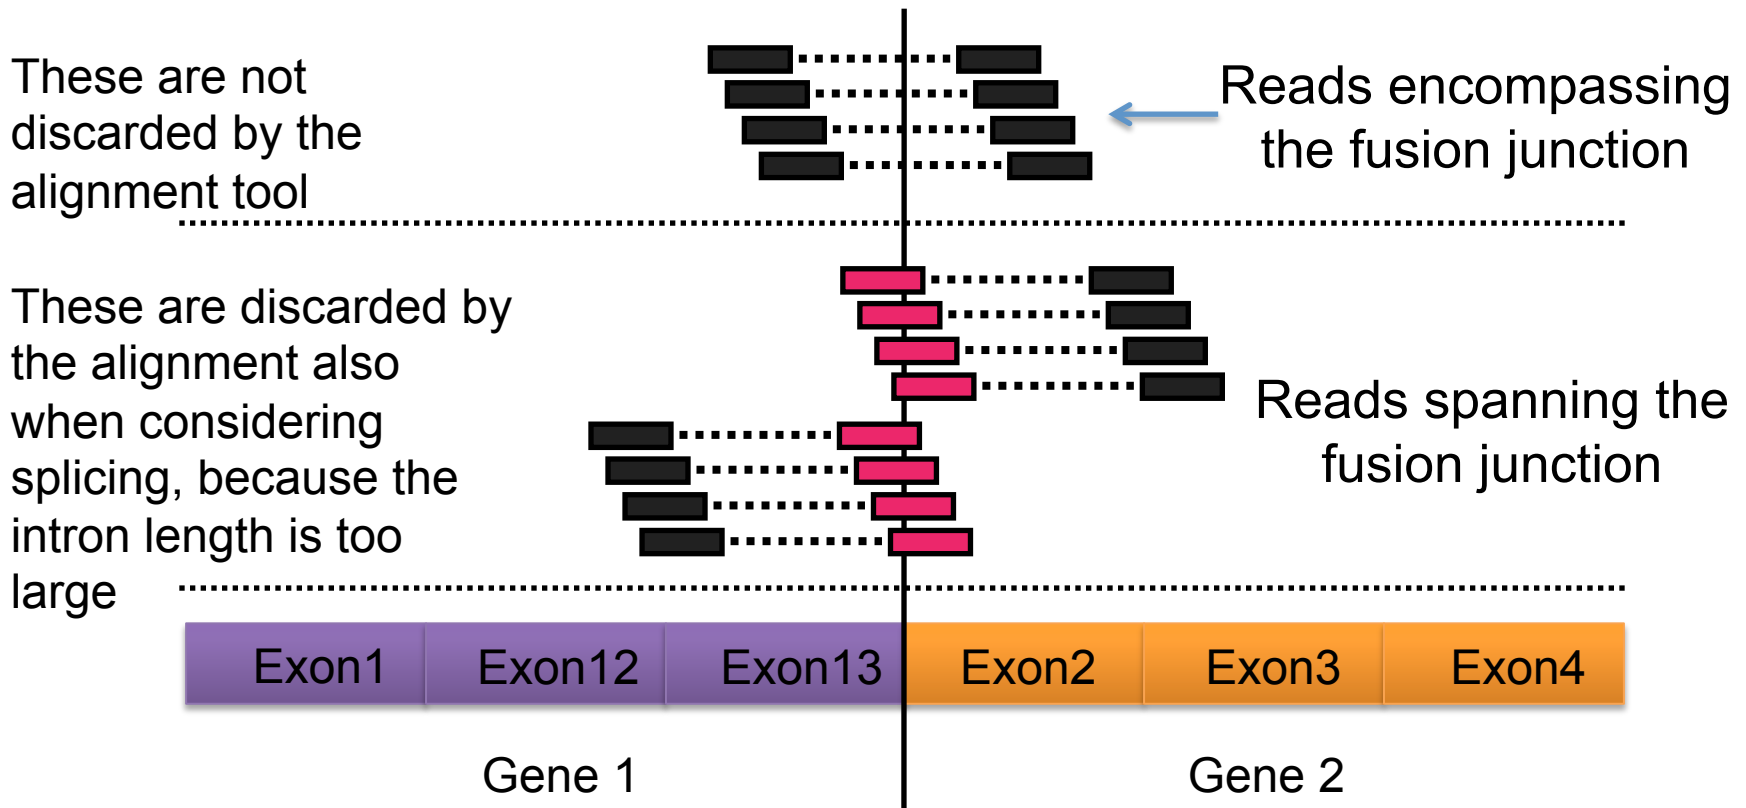 These are not
discarded by the
alignment tool
Reads encompassing
the fusion junction
These are discarded by
the alignment also
when considering
splicing, because the
intron length is too
large
Reads spanning the
fusion junction
Exon1 Exon12 Exon13 Exon2 Exon3 Exon4
Gene 1 Gene 2